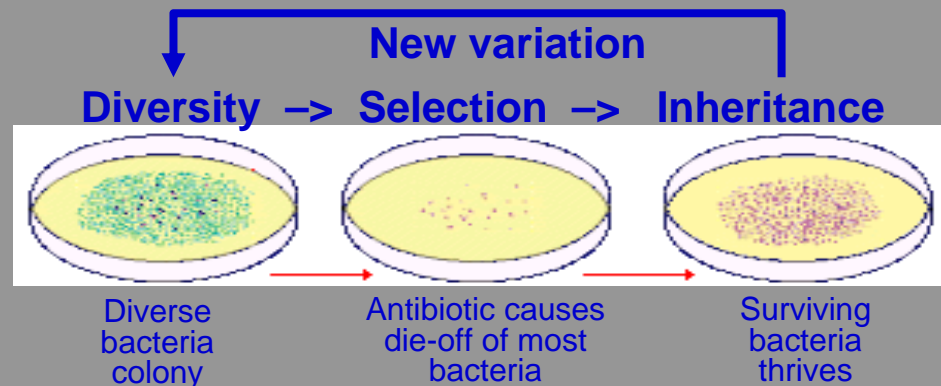 New variation
Diversity –> Selection –> Inheritance
Diverse
bacteria
colony
Antibiotic causes
die-off of most
bacteria
Surviving
bacteria
thrives